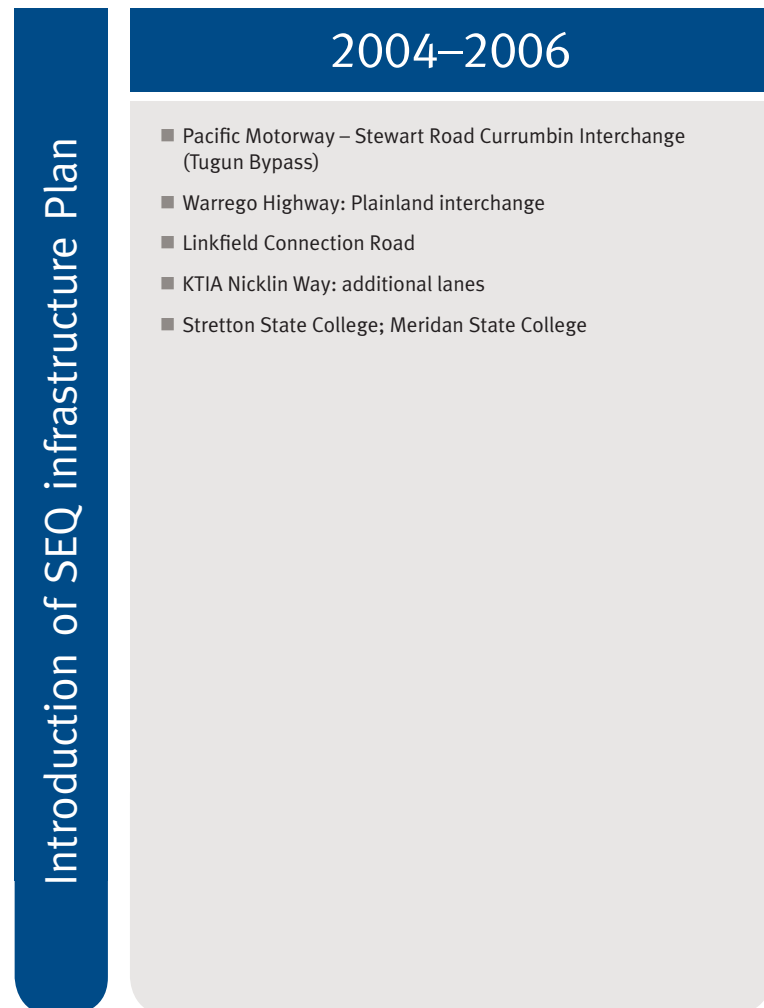 Introduction of SEQ infrastructure Plan
2004–2006
■ Pacific Motorway – Stewart Road Currumbin Interchange
(Tugun Bypass)
■ Warrego Highway: Plainland interchange
■ Linkfield Connection Road
■ KTIA Nicklin Way: additional lanes
■ Stretton State College; Meridan State College